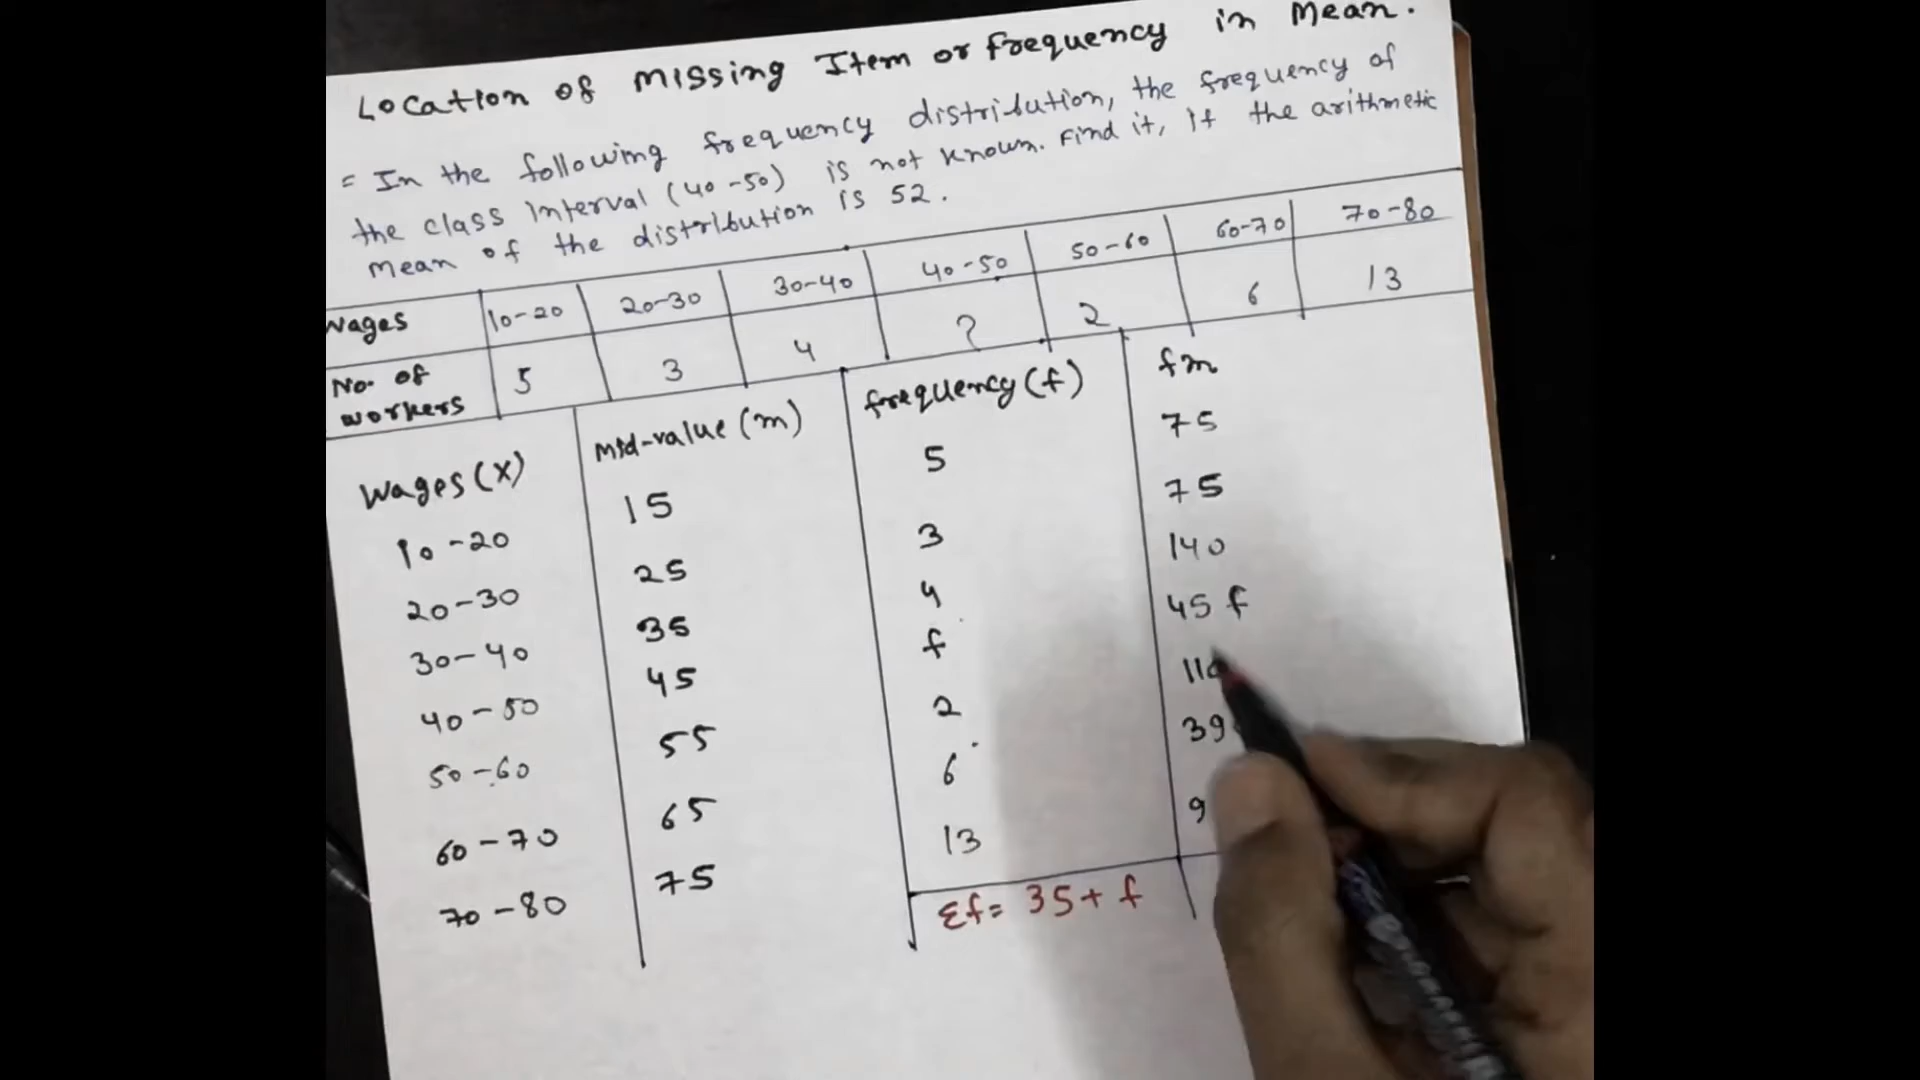 Location of Missing Item or frequency in Mean.
= In the following frequency distribution, the frequency of
the class Interval (40-50) is not known. Find it, if the arithmetic
mean of the distribution is 52.
Wages 10-20 20-30 30-40 40-50 50-60 60-70 70-80
No. of workers 5 3 4 ? 2 6 13
Wages (X) Mid-value (m) frequency (f) fm
10-20 15 5 75
20-30 25 3 75
30-40 35 4 140
40-50 45 f 45 f
50-60 55 2 110
60-70 65 6 39
70-80 75 13 9
Σf= 35+ f